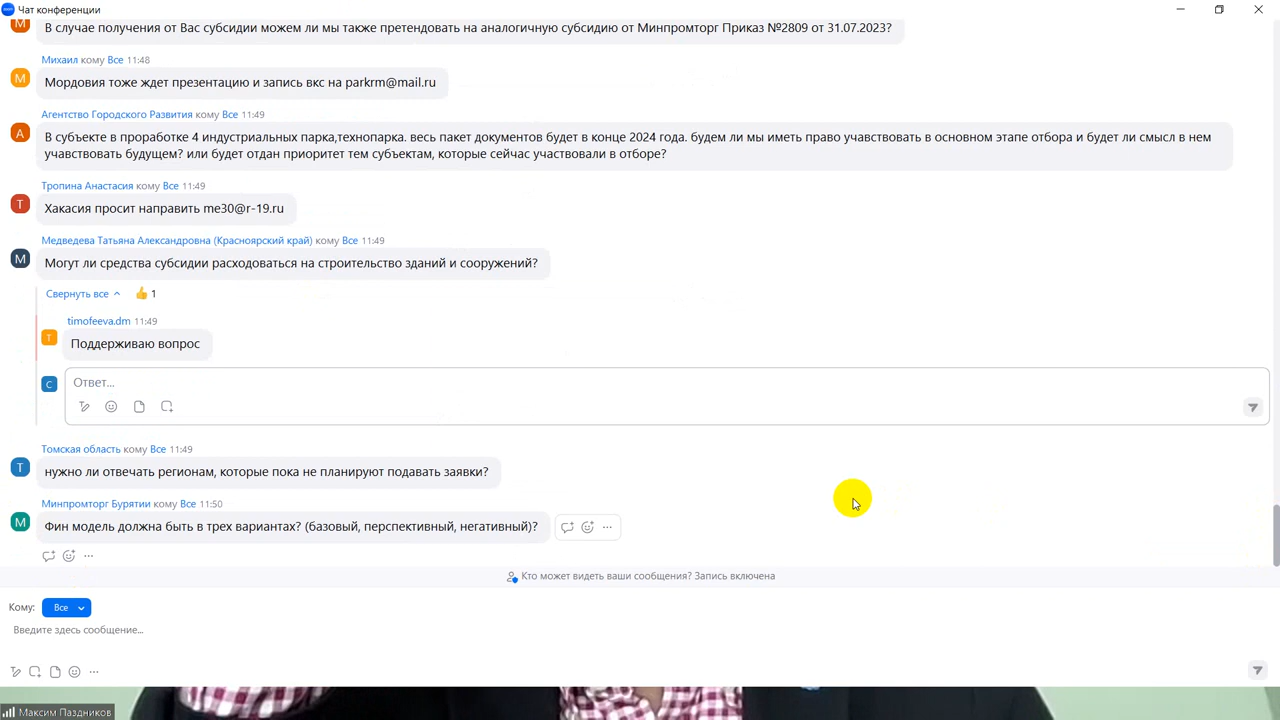 Чат конференции
В случае получения от Вас субсидии можем ли мы также претендовать на аналогичную субсидию от Минпромторг Приказ №2809 от 31.07.2023?
Михаил кому Все 11:48
М
Мордовия тоже ждет презентацию и запись вкс на parkrm@mail.ru
Агентство Городского Развития кому Все 11:49
А
В субъекте в проработке 4 индустриальных парка,технопарка. весь пакет документов будет в конце 2024 года. будем ли мы иметь право учавствовать в основном этапе отбора и будет ли смысл в нем
учавствовать будущем? или будет отдан приоритет тем субъектам, которые сейчас участвовали в отборе?
Тропина Анастасия кому Все 11:49
Т
Хакасия просит направить me30@r-19.ru
Медведева Татьяна Александровна (Красноярский край) кому Все 11:49
М
Могут ли средства субсидии расходоваться на строительство зданий и сооружений?
Свернуть все 1
timofeeva.dm 11:49
T
Поддерживаю вопрос
С
Ответ...
Томская область кому Все 11:49
Т
нужно ли отвечать регионам, которые пока не планируют подавать заявки?
Минпромторг Бурятии кому Все 11:50
М
Фин модель должна быть в трех вариантах? (базовый, перспективный, негативный)?
Кто может видеть ваши сообщения? Запись включена
Кому: Все
Введите здесь сообщение...
Максим Паздников